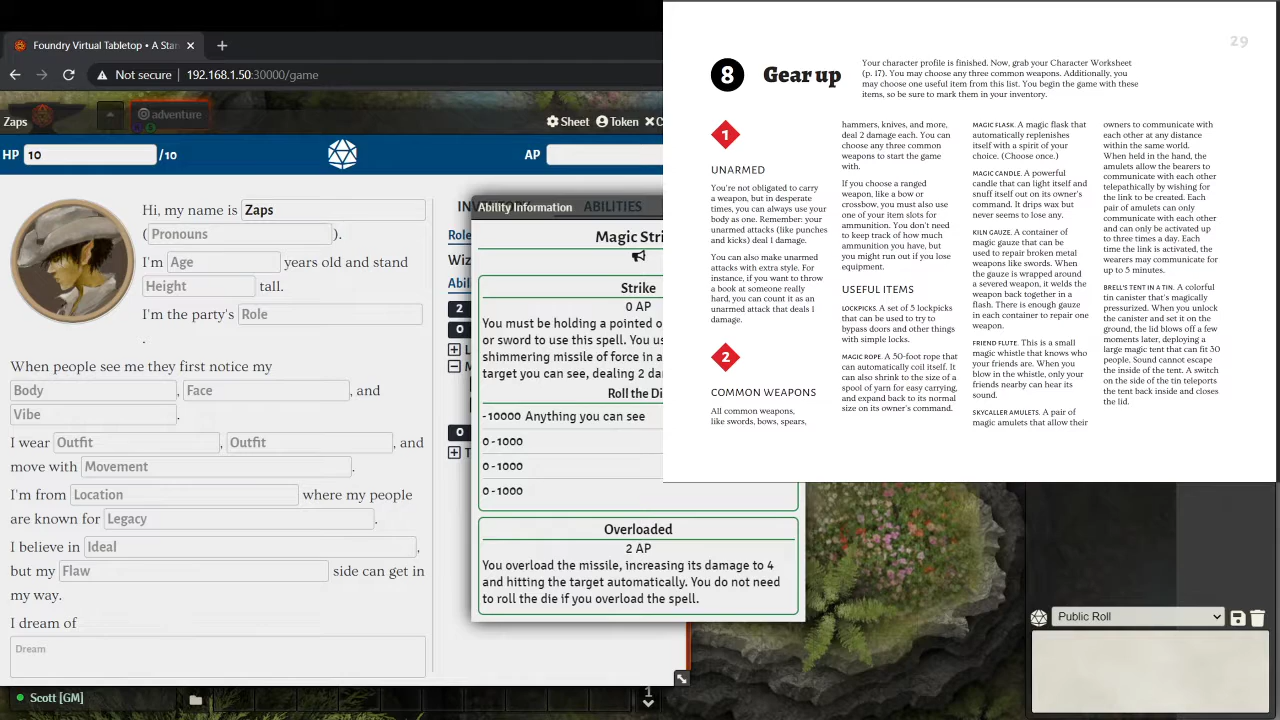 Foundry Virtual Tabletop • A Stan
Not secure
192.168.1.161:30000/game
Adventure
HP 10 /10
AP
Hi, my name is Zaps
( Pronouns
I'm a Age years old and stand
Height tall.
I'm the party's Role
.
When people see me they first notice my
Body , Face , and
Vibe .
I wear Outfit , Outfit , and
move with Movement .
I'm from Location where my people
are known for Legacy .
I believe in Ideal ,
but my Flaw side can get in
my way.
I dream of
Dream
Scott [GM]
1
INV
Role
Wiz
2
0
L
M
0
T
Ability Information
Magic Stri
Strike
0 AP
You must be holding a pointed o
or sword to use this spell. You us
shimmering missile at a
target you can see, dealing 2 da
Roll the Di
-10000 Anything you can see
0 -1000
0 -1000
0 -1000
Overloaded
2 AP
You overload the missile, increasing its damage to 4
and hitting the target automatically. You do not need
to roll the die if you overload the spell.
29
8 Gear up
Your character profile is finished. Now, grab your Character Worksheet
(p. 17). You may choose any three common weapons. Additionally, you
may choose one useful item from this list. You begin the game with these
items, so be sure to mark them in your inventory.
1
UNARMED
You're not obligated to carry
a weapon, but in desperate
times, you can always use your
body as one. Remember: your
unarmed attacks (like punches
and kicks) deal 1 damage.
You can also make unarmed
attacks with extra style. For
instance, if you want to throw
a book at someone really
hard, you can count it as an
unarmed attack that deals 1
damage.
2
COMMON WEAPONS
All common weapons,
like swords, bows, spears,
hammers, knives, and more,
deal 2 damage each. You can
choose any three common
weapons to start the game
with.
If you choose a ranged
weapon, like a bow or
crossbow, you must also use
one of your item slots for
ammunition. You don't need
to keep track of how much
ammunition you have, but
you might run out if you lose
equipment.
USEFUL ITEMS
LOCKPICKS. A set of 5 lockpicks
that can be used to try to
bypass doors and other things
with simple locks.
MAGIC ROPE. A 50-foot rope that
can automatically coil itself. It
can also shrink to the size of a
spool of yarn for easy carrying,
and expand back to its normal
size on its owner's command.
MAGIC FLASK. A magic flask that
automatically replenishes
itself with a spirit of your
choice. (Choose once.)
MAGIC CANDLE. A powerful
candle that can light itself and
snuff itself out on its owner's
command. It drips wax but
never seems to lose any.
KILN GAUZE. A container of
magic gauze that can be
used to repair broken metal
weapons like swords. When
the gauze is wrapped around
a severed weapon, it welds the
weapon back together in a
flash. There is enough gauze
in each container to repair one
weapon.
FRIEND FLUTE. This is a small
magic whistle that knows who
your friends are. When you
blow in the whistle, only your
friends nearby can hear its
sound.
SKYCALLER AMULETS. A pair of
magic amulets that allow their
owners to communicate with
each other at any distance
within the same world.
When held in the hand, the
amulets allow the bearers to
communicate with each other
telepathically by wishing for
the link to be created. Each
pair of amulets can only
communicate with each other
and can only be activated up
to three times a day. Each
time the link is activated, the
wearers may communicate for
up to 5 minutes.
BRELL'S TENT IN A TIN. A colorful
tin canister that's magically
pressurized. When you unlock
the canister and set it on the
ground, the lid blows off a few
moments later, deploying a
large magic tent that can fit 30
people. Sound cannot escape
the inside of the tent. A switch
on the side of the tin teleports
the tent back inside and closes
the lid.
Public Roll